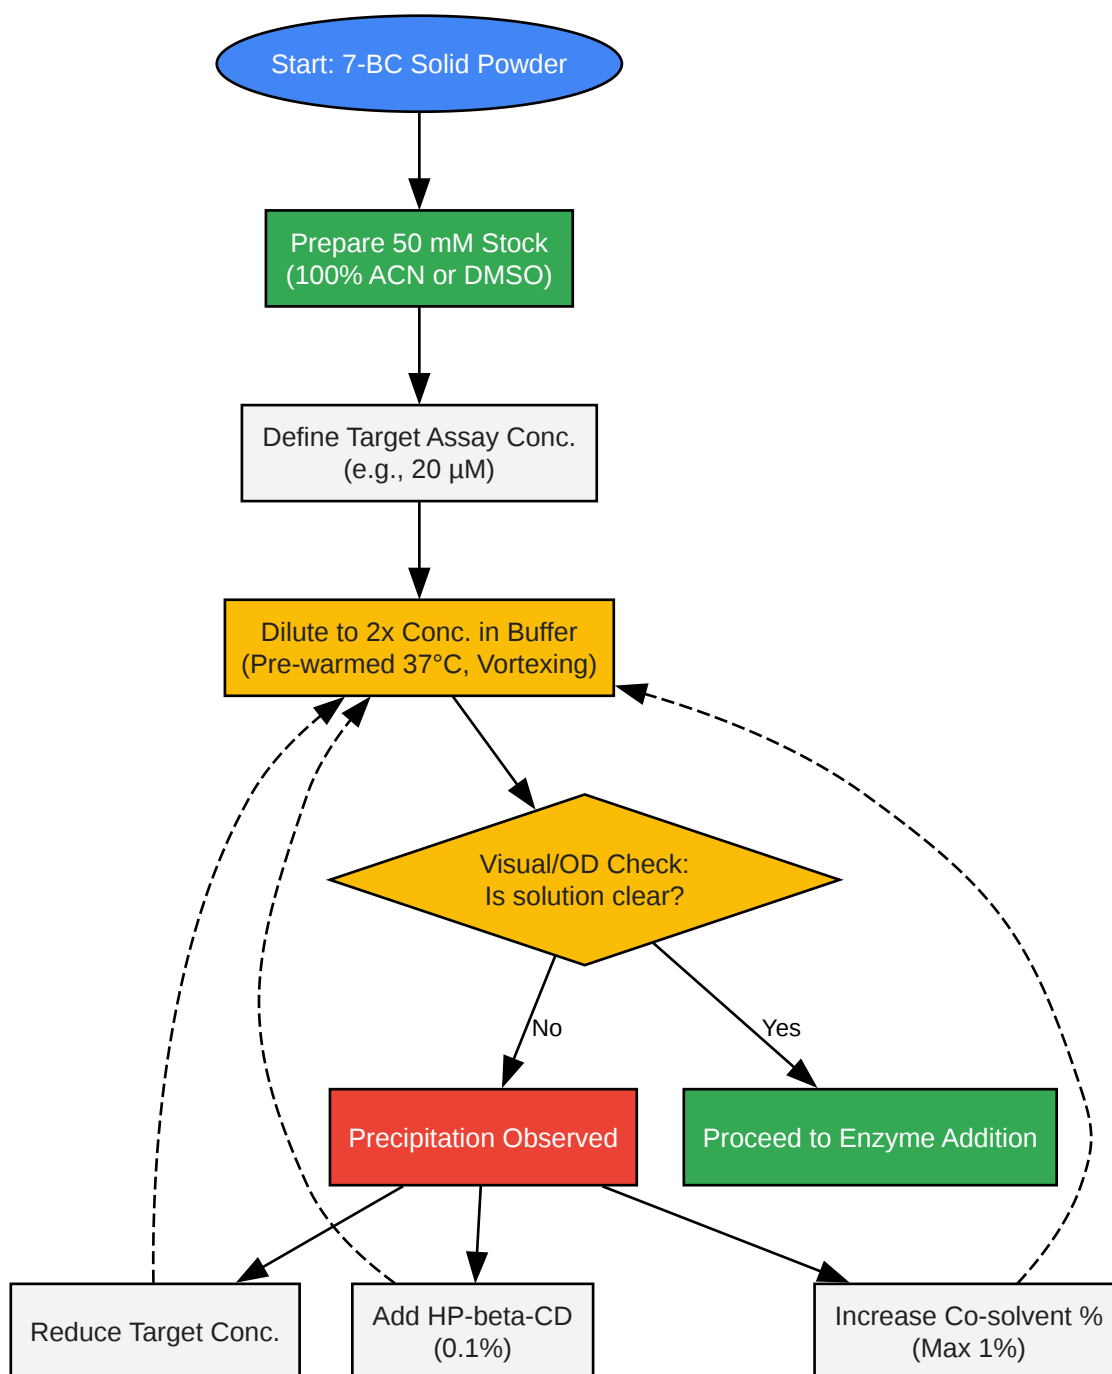 Start: 7-BC Solid Powder
Prepare 50 mM Stock
(100% ACN or DMSO)
Define Target Assay Conc.
(e.g., 20 µM)
Dilute to 2x Conc. in Buffer
(Pre-warmed 37°C, Vortexing)
Visual/OD Check:
Is solution clear?
No
Yes
Precipitation Observed
Proceed to Enzyme Addition
Reduce Target Conc.
Add HP-beta-CD
(0.1%)
Increase Co-solvent %
(Max 1%)